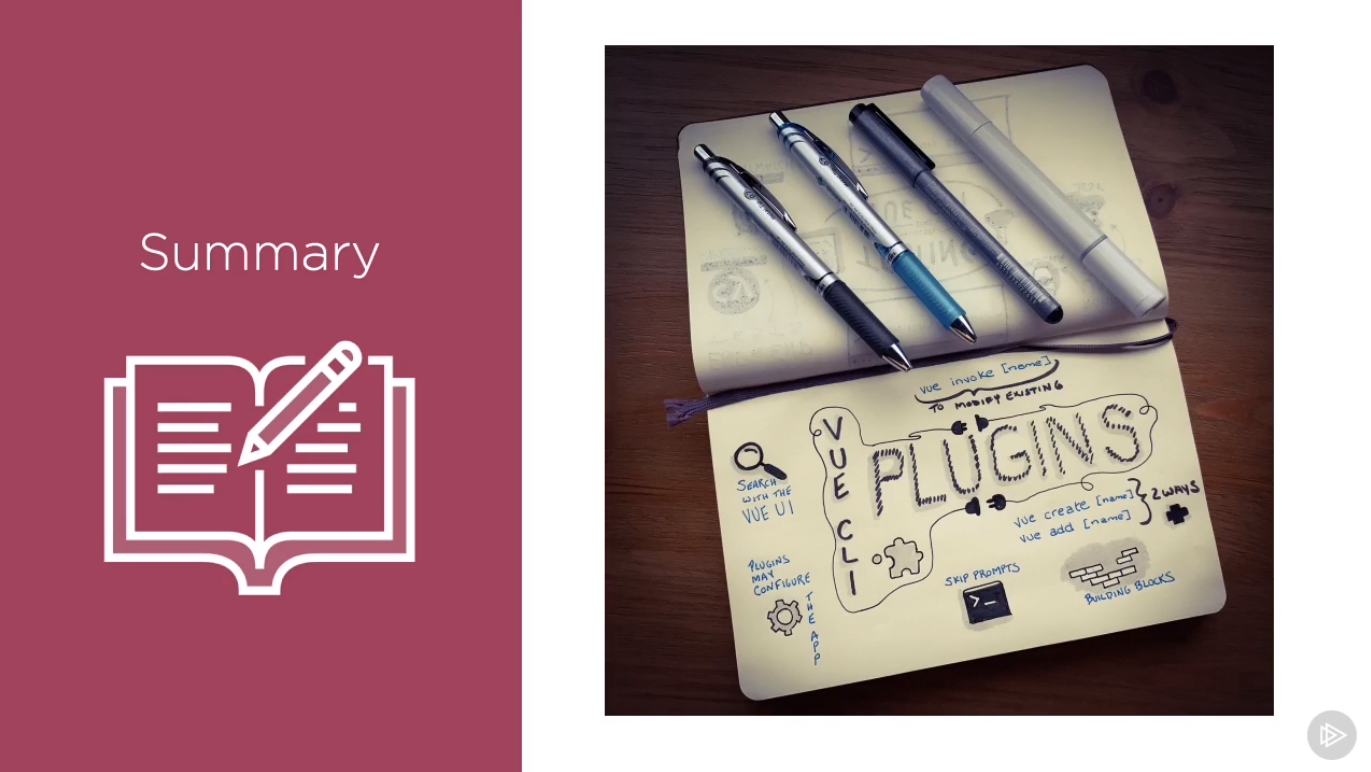 Summary
vue invoke [name]
TO MODIFY EXISTING
VUE CLI
PLUGINS
SEARCH
WITH THE
VUE UI
vue create [name]
vue add [name]
2 WAYS
PLUGINS
MAY
CONFIGURE
THE APP
SKIP PROMPTS
>_
BUILDING BLOCKS